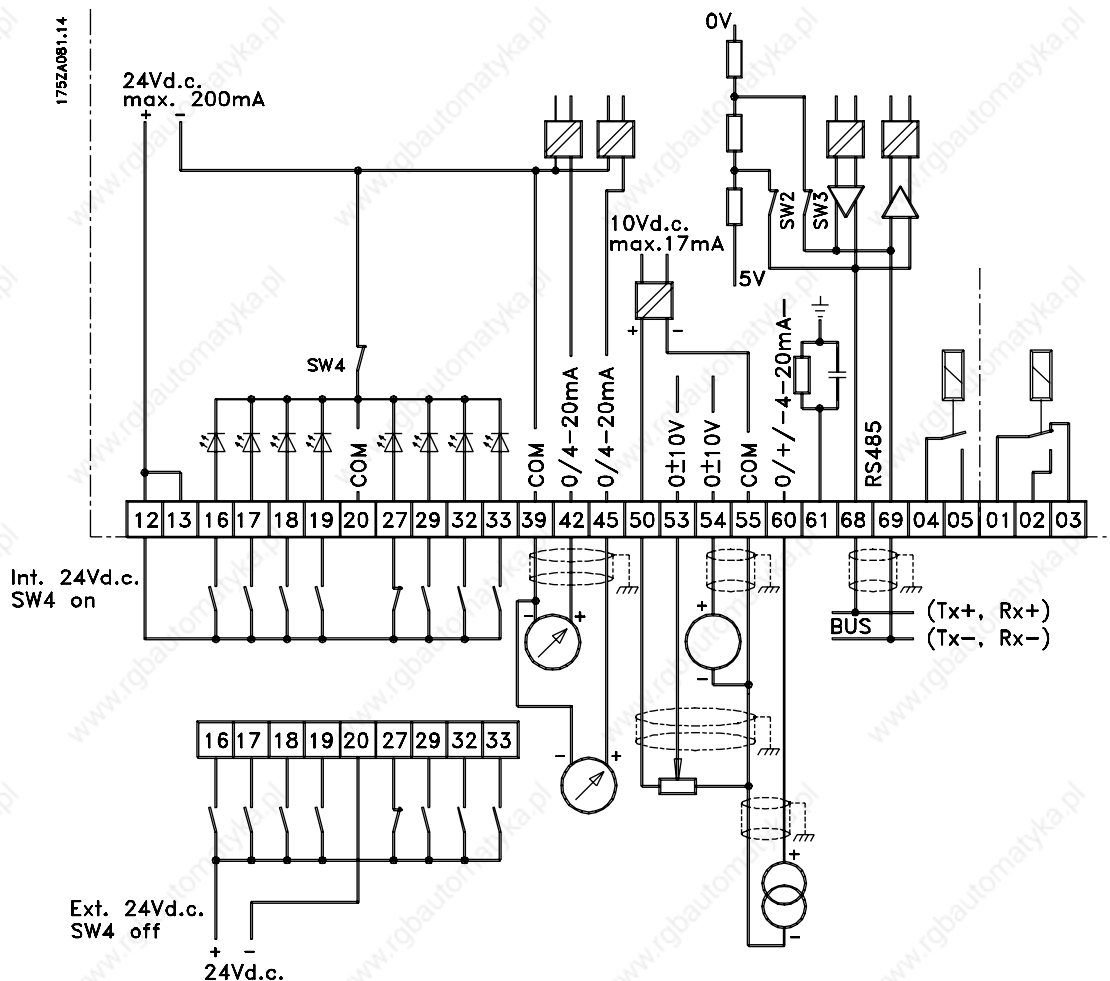 175ZA081.14
0V
24Vd.c.
max. 200mA
+ -
SW2
SW3
10Vd.c.
max.17mA
5V
+ -
SW4
COM
COM
0/4-20mA
0/4-20mA
0±10V
0±10V
COM
0/+/-4-20mA
RS485
12 13 16 17 18 19 20 27 29 32 33 39 42 45 50 53 54 55 60 61 68 69 04 05 01 02 03
Int. 24Vd.c.
SW4 on
- +
+
-
BUS
(Tx+, Rx+)
(Tx-, Rx-)
16 17 18 19 20 27 29 32 33
- +
Ext. 24Vd.c.
SW4 off
+ -
24Vd.c.
+
-
www.rgbautomatyka.pl